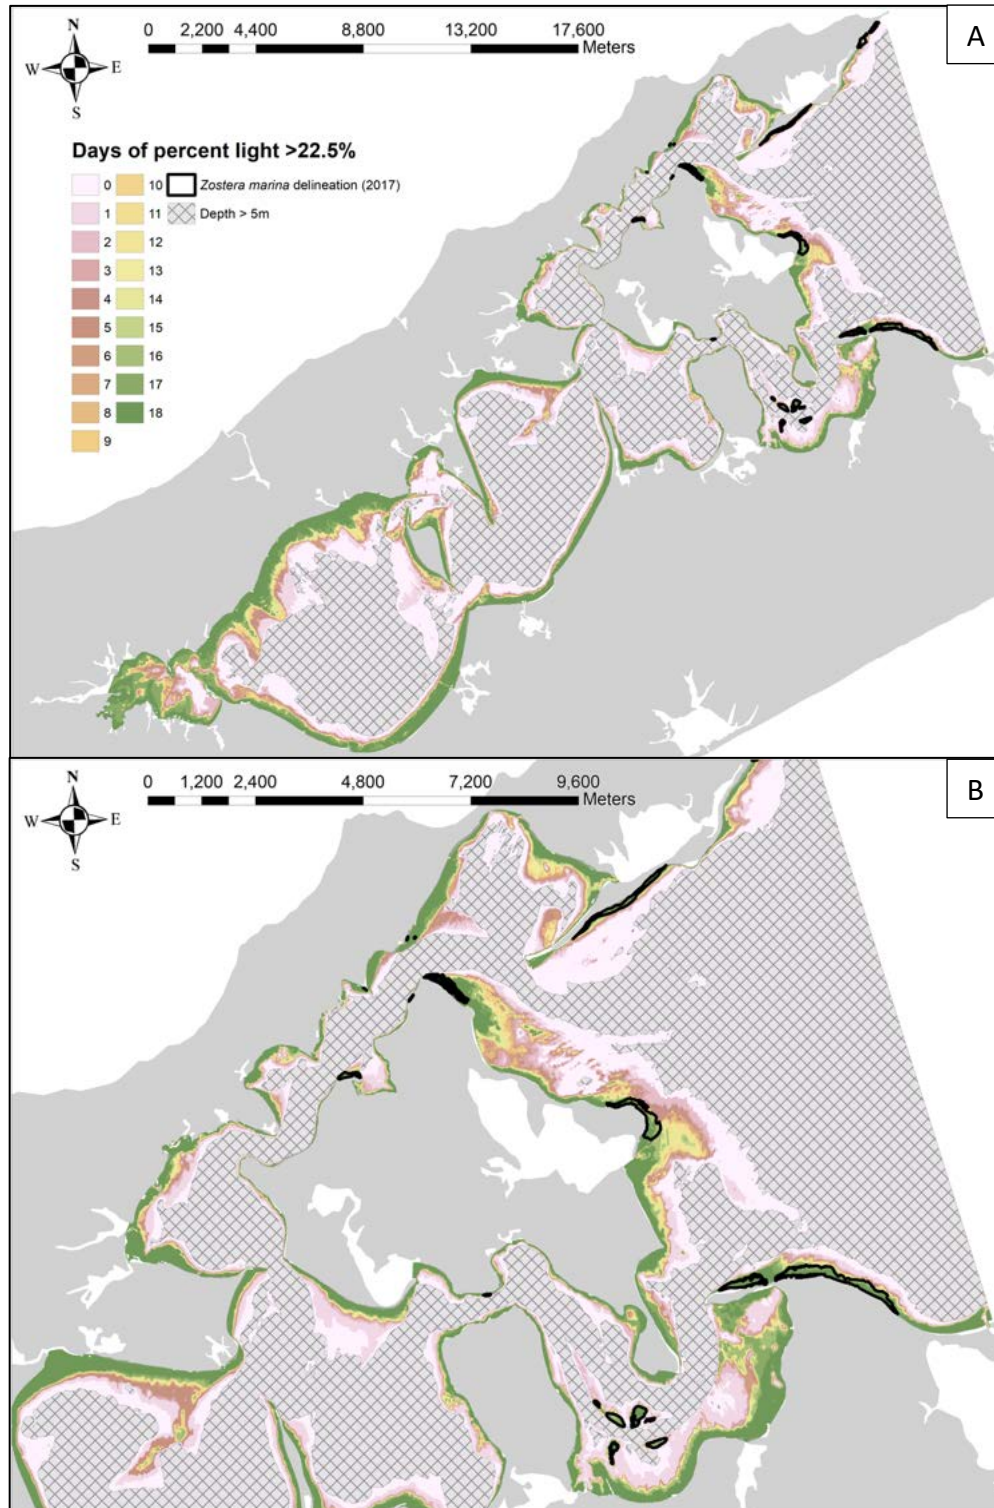 A
N
W E
S
0 2,200 4,400 8,800 13,200 17,600
Meters
Days of percent light >22.5%
0 10 Zostera marina delineation (2017)
1 11 Depth > 5m
2 12
3 13
4 14
5 15
6 16
7 17
8 18
9
B
N
W E
S
0 1,200 2,400 4,800 7,200 9,600
Meters